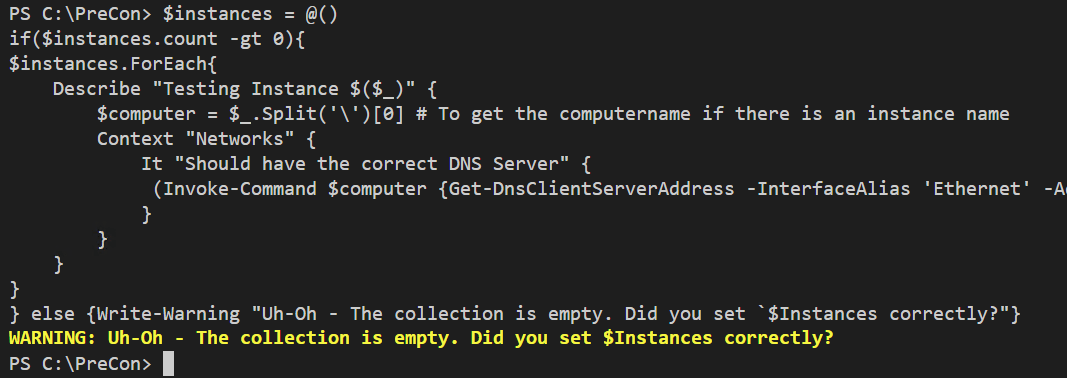 PS C:\PreCon> $instances = @()
if($instances.count -gt 0){
$instances.ForEach{
    Describe "Testing Instance $($_)" {
        $computer = $_.Split('\')[0] # To get the computername if there is an instance name
        Context "Networks" {
            It "Should have the correct DNS Server" {
             (Invoke-Command $computer {Get-DnsClientServerAddress -InterfaceAlias 'Ethernet' -A
            }
        }
    }
}
} else {Write-Warning "Uh-Oh - The collection is empty. Did you set `$Instances correctly?"}
WARNING: Uh-Oh - The collection is empty. Did you set $Instances correctly?
PS C:\PreCon>